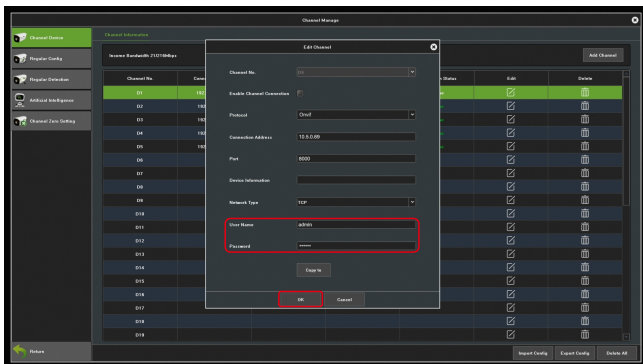 Channel Manage
Channel Device
Regular Config
Regular Detection
Artificial Intelligence
Channel Zero Setting
Return
Channel Information
Income Bandwidth 21/216Mbps
Add Channel
Channel No.
Edit
Delete
D1
D2
D3
D4
D5
D6
D7
D8
D9
D10
D11
D12
D13
D14
D15
D16
D17
D18
D19
Edit Channel
Channel No.
Enable Channel Connection
Protocol Onvif
Connection Address 10.5.0.69
Port 8000
Device Information
Network Type TCP
User Name admin
Password ******
Copy to
OK Cancel
Import Config Export Config Delete All